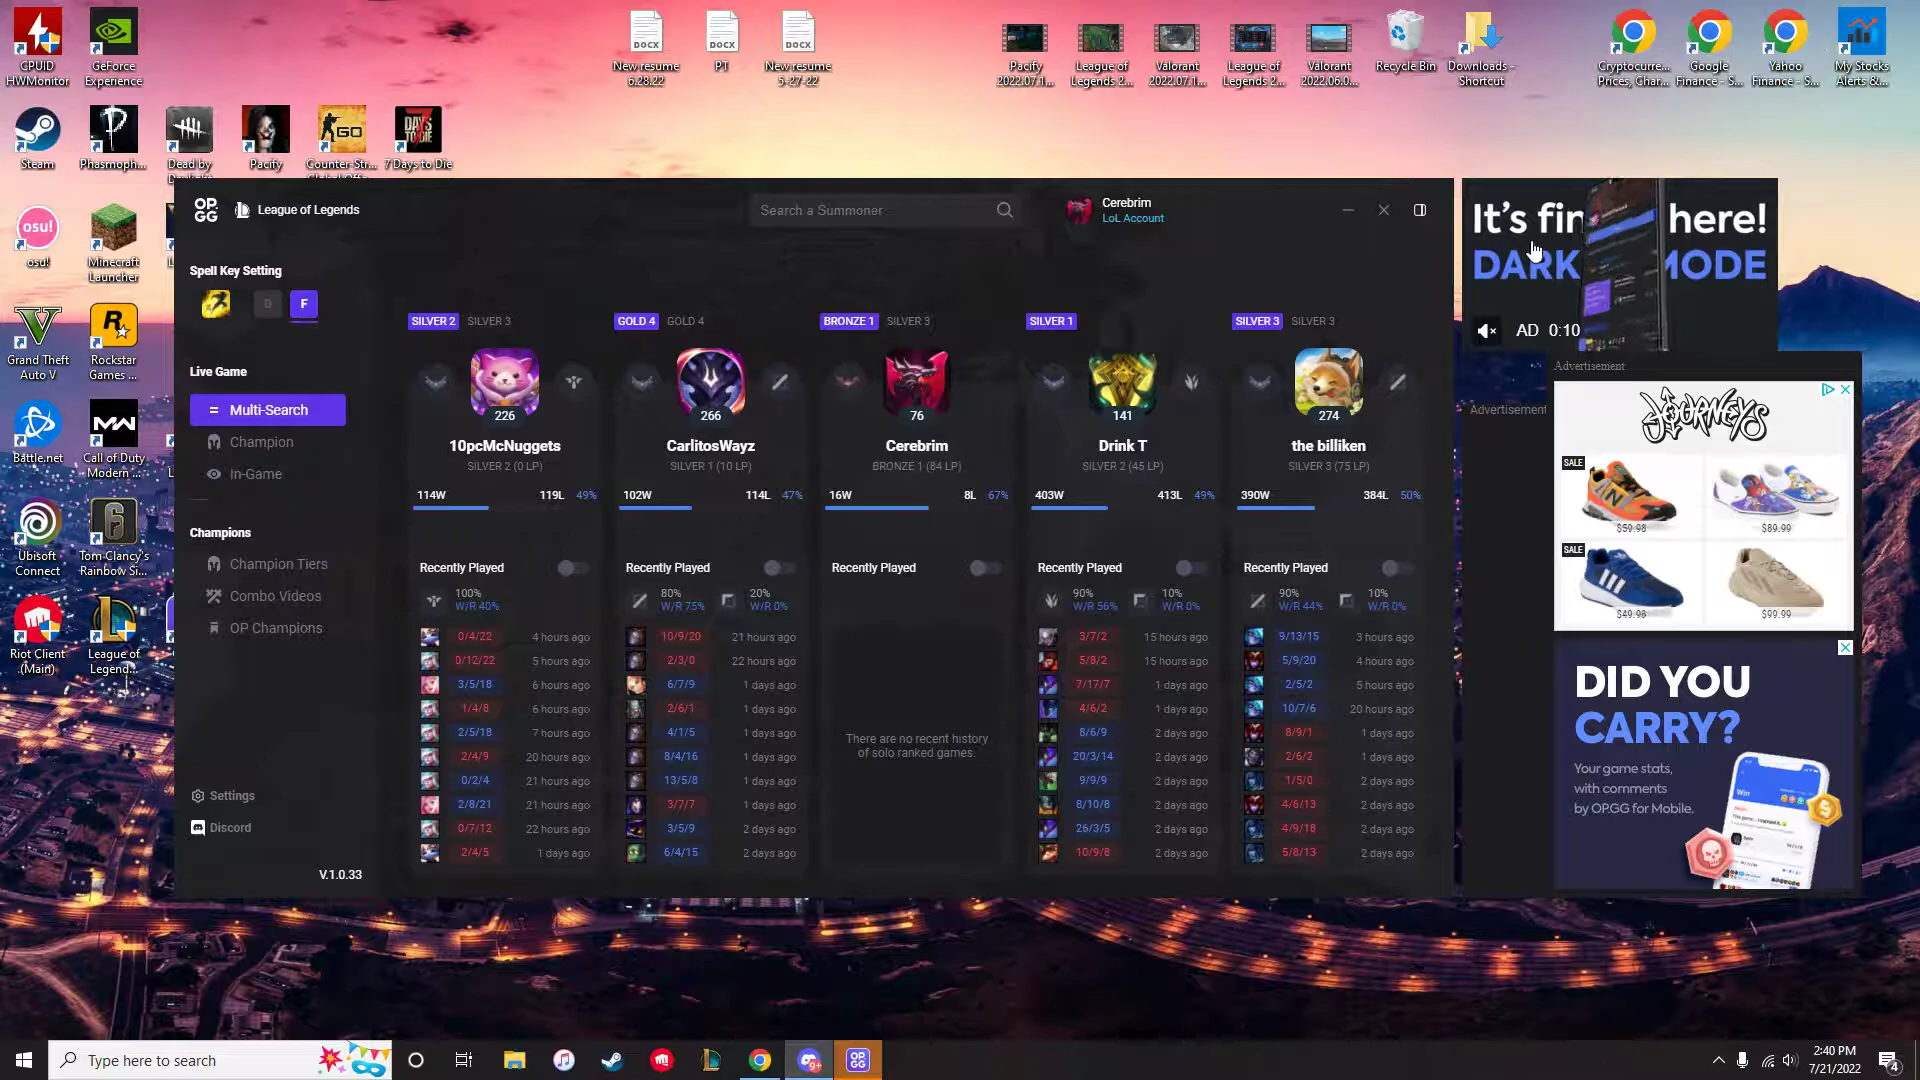 CPUID
HWMonitor
GeForce
Experience
New resume
6.28.22
PT
New resume
5-27-22
Pacify
2022.07.1...
League of
Legends 2...
Valorant
2022.07.1...
League of
Legends 2...
Valorant
2022.06.0...
Recycle Bin
Downloads -
Shortcut
Cryptocurre...
Prices, Char...
Google
Finance - S...
Yahoo
Finance - S...
My Stocks
Alerts &...
Steam
Phasmoph...
Dead by
Pacify
Counter-Str...
7 Days to Die
osu!
Minecraft
Launcher
Grand Theft
Auto V
Rockstar
Games ...
Battle.net
Call of Duty
Modern ...
Ubisoft
Connect
Tom Clancy's
Rainbow Si...
Riot Client
(Main)
League of
Legend...
DOCX
DOCX
DOCX
GO
DAYS
TO DIE
osu!
MW
OP.
GG
League of Legends
Search a Summoner
Cerebrim
LoL Account
Spell Key Setting
D
F
Live Game
Multi-Search
Champion
In-Game
Champions
Champion Tiers
Combo Videos
OP Champions
Settings
Discord
V.1.0.33
SILVER 2 SILVER 3
226
10pcMcNuggets
SILVER 2 (0 LP)
114W 119L 49%
Recently Played
100%
W/R 40%
0/4/22 4 hours ago
0/12/22 5 hours ago
3/5/18 6 hours ago
1/4/8 6 hours ago
2/5/18 7 hours ago
2/4/9 20 hours ago
0/2/4 21 hours ago
2/8/21 21 hours ago
0/7/12 22 hours ago
2/4/5 1 days ago
GOLD 4 GOLD 4
266
CarlitosWayz
SILVER 1 (10 LP)
102W 114L 47%
Recently Played
80%
W/R 75%
20%
W/R 0%
10/9/20 21 hours ago
2/3/0 22 hours ago
6/7/9 1 days ago
2/6/1 1 days ago
4/1/5 1 days ago
8/4/16 1 days ago
13/5/8 1 days ago
3/7/7 1 days ago
3/5/9 2 days ago
6/4/15 2 days ago
BRONZE 1 SILVER 3
76
Cerebrim
BRONZE 1 (84 LP)
16W 8L 67%
Recently Played
There are no recent history
of solo ranked games.
SILVER 1
141
Drink T
SILVER 2 (45 LP)
403W 413L 49%
Recently Played
90%
W/R 56%
10%
W/R 0%
3/7/2 15 hours ago
5/8/2 15 hours ago
7/17/7 1 days ago
4/6/2 1 days ago
8/6/9 2 days ago
20/3/14 2 days ago
9/9/9 2 days ago
8/10/8 2 days ago
26/3/5 2 days ago
10/9/8 2 days ago
SILVER 3 SILVER 3
274
the billiken
SILVER 3 (75 LP)
390W 384L 50%
Recently Played
90%
W/R 44%
10%
W/R 0%
9/13/15 3 hours ago
5/9/20 4 hours ago
2/5/2 5 hours ago
10/7/6 20 hours ago
8/9/1 1 days ago
2/6/2 1 days ago
1/5/0 2 days ago
4/6/13 2 days ago
4/9/18 2 days ago
5/8/13 2 days ago
It's fin here!
DARK MODE
AD 0:10
Advertisement
Advertisement
JOURNEYS
SALE
$59.98
$89.99
SALE
$49.98
$99.99
DID YOU
CARRY?
Your game stats,
with comments
by OP.GG for Mobile.
Win
Type here to search
9+
OP.
GG
2:40 PM
7/21/2022
4